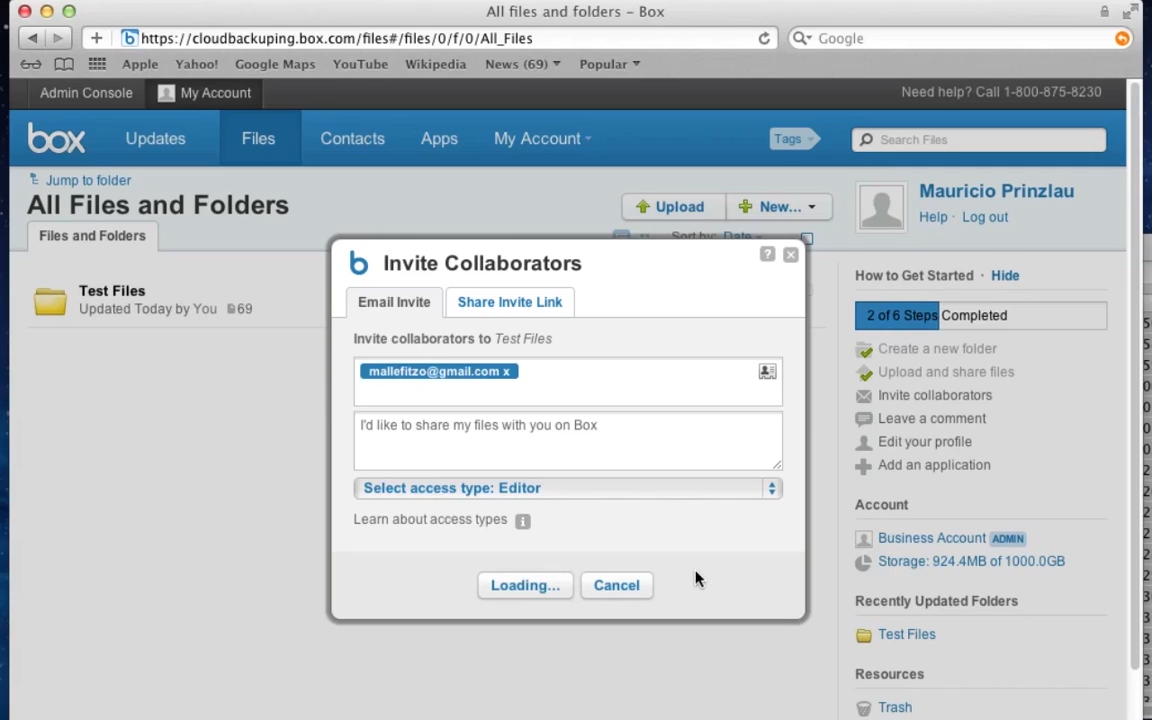 All files and folders – Box
https://cloudbackuping.box.com/files#/files/0/f/0/All_Files
Google
Apple Yahoo! Google Maps YouTube Wikipedia News (69) Popular
Admin Console My Account Need help? Call 1-800-875-8230
box Updates Files Contacts Apps My Account Tags Search Files
Jump to folder
All Files and Folders
Upload New...
Mauricio Prinzlau
Help · Log out
Files and Folders
Sort by: Date
Test Files
Updated Today by You 69
b Invite Collaborators
?
Email Invite Share Invite Link
Invite collaborators to Test Files
mallefitzo@gmail.com x
I'd like to share my files with you on Box
Select access type: Editor
Learn about access types i
Loading... Cancel
How to Get Started · Hide
2 of 6 Steps Completed
Create a new folder
Upload and share files
Invite collaborators
Leave a comment
Edit your profile
Add an application
Account
Business Account ADMIN
Storage: 924.4MB of 1000.0GB
Recently Updated Folders
Test Files
Resources
Trash